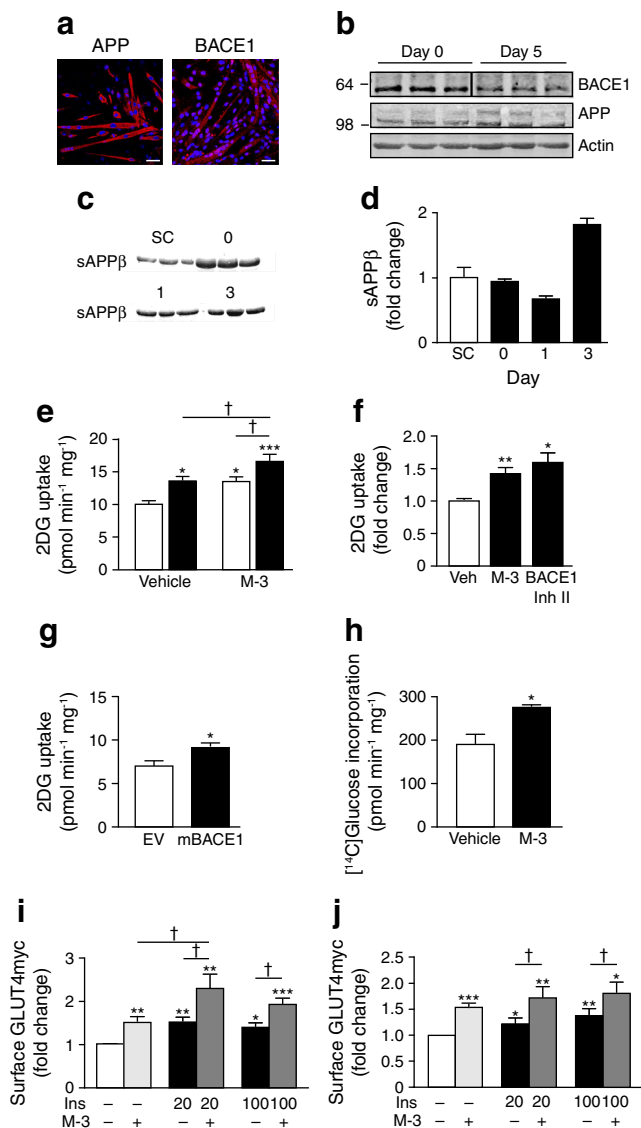 a
APP BACE1
b
Day 0 Day 5
64 BACE1
APP
98
Actin
c
SC 0
sAPPβ
1 3
sAPPβ
d
sAPPβ
(fold change)
2
1
0
SC 0 1 3
Day
e
† 
†
* * ***
2DG uptake
(pmol min⁻¹ mg⁻¹)
20
15
10
5
0
Vehicle M-3
f
** *
2DG uptake
(fold change)
2.0
1.5
1.0
0.5
0
Veh M-3 BACE1
Inh II
g
*
2DG uptake
(pmol min⁻¹ mg⁻¹)
15
10
5
0
EV mBACE1
h
*
[¹⁴C]Glucose incorporation
(pmol min⁻¹ mg⁻¹)
300
200
100
0
Vehicle M-3
i
†
† †
** ** ** * ***
Surface GLUT4myc
(fold change)
3
2
1
0
Ins – – 20 20 100 100
M-3 – + – + – +
j
† †
*** * ** ** *
Surface GLUT4myc
(fold change)
2.5
2.0
1.5
1.0
0.5
0
Ins – – 20 20 100 100
M-3 – + – + – +